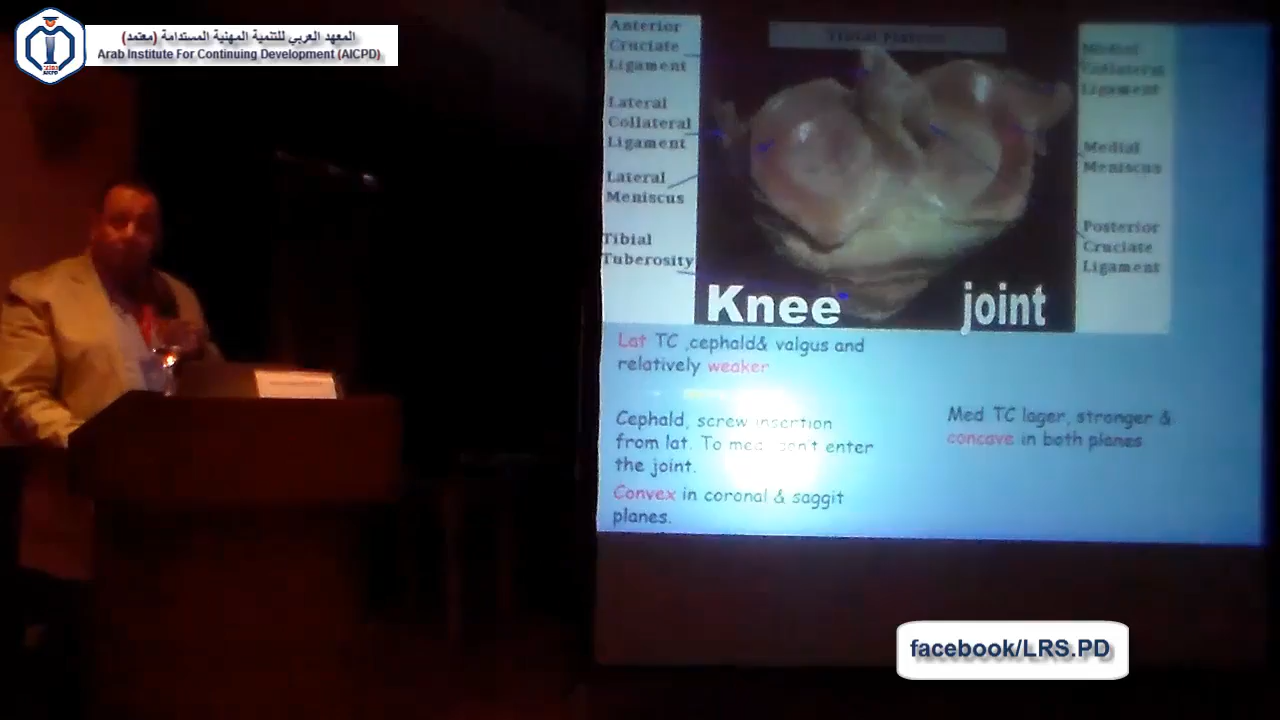 المعهد العربي للتنمية المهنية المستدامة (معتمد)
Arab Institute For Continuing Development (AICPD)
AICPD
Anterior
Cruciate
Ligament
Lateral
Collateral
Ligament
Lateral
Meniscus
Tibial
Tuberosity
Tibial Plateau
Medial
Collateral
Ligament
Medial
Meniscus
Posterior
Cruciate
Ligament
Knee joint
Lat TC ,cephald& valgus and
relatively weaker
Cephald, screw insertion
from lat. To med don't enter
the joint.
Convex in coronal & saggit
planes.
Med TC lager, stronger &
concave in both planes
facebook/LRS.PD